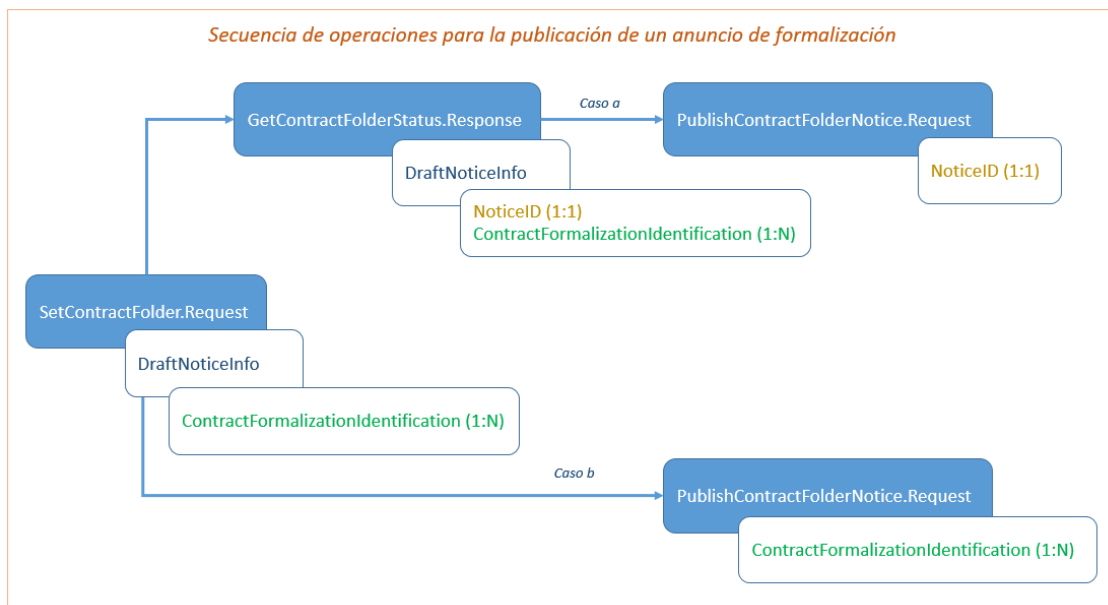 Secuencia de operaciones para la publicación de un anuncio de formalización
GetContractFolderStatus.Response
Caso a
PublishContractFolderNotice.Request
DraftNoticeInfo
NoticeID (1:1)
NoticeID (1:1)
ContractFormalizationIdentification (1:N)
SetContractFolder.Request
DraftNoticeInfo
ContractFormalizationIdentification (1:N)
Caso b
PublishContractFolderNotice.Request
ContractFormalizationIdentification (1:N)